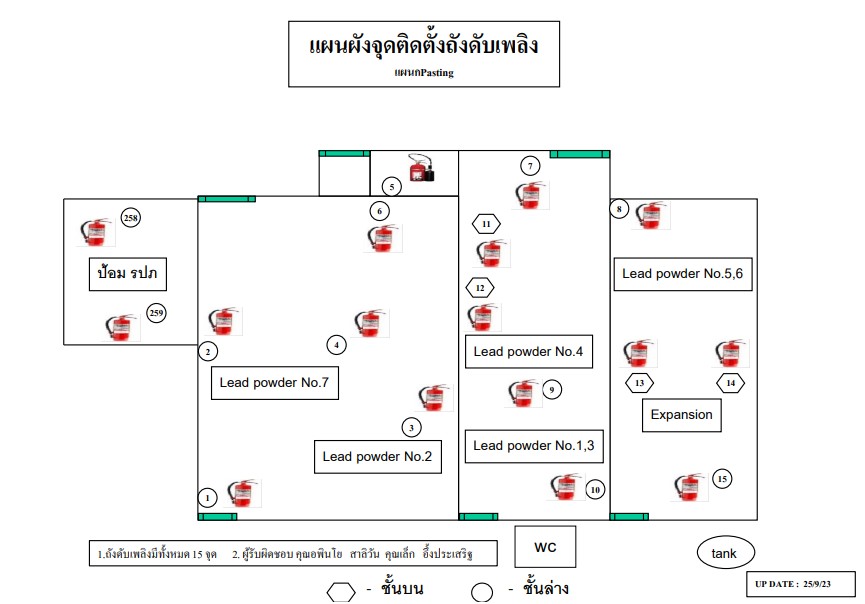 แผนผังจุดติดตั้งถังดับเพลิง
แผนกPasting
7
5
8
6
258
11
12
ป้อม รปภ
Lead powder No.5,6
259
2
4
Lead powder No.4
13
14
Lead powder No.7
9
3
Expansion
Lead powder No.2
Lead powder No.1,3
15
1
10
1.ถังดับเพลิงมีทั้งหมด 15 จุด 2. ผู้รับผิดชอบ คุณอพินโย สาลิวัน คุณเล็ก อึ้งประเสริฐ
WC
tank
- ชั้นบน
- ชั้นล่าง
UP DATE : 25/9/23